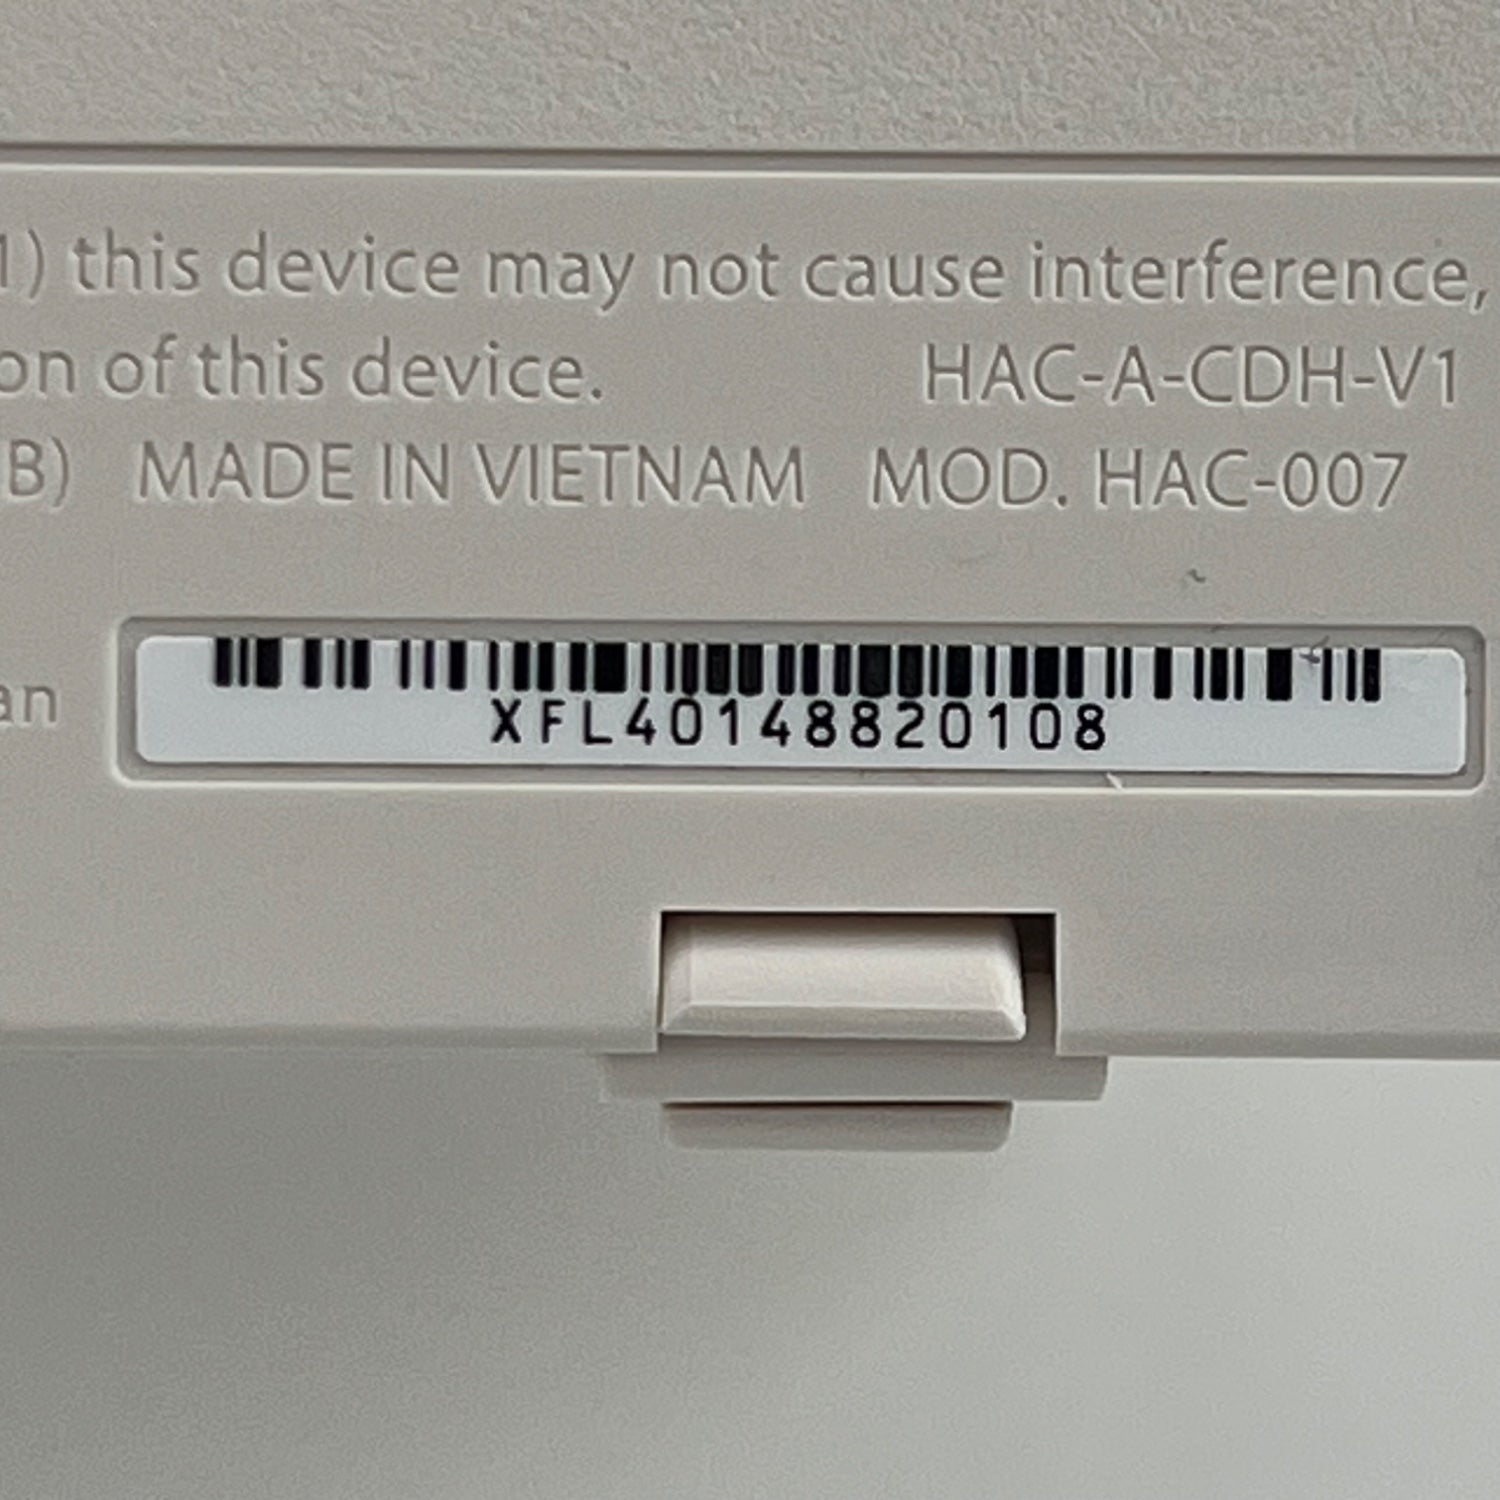 1) this device may not cause interference,
on of this device. HAC-A-CDH-V1
B) MADE IN VIETNAM MOD. HAC-007
an
XFL40148820108